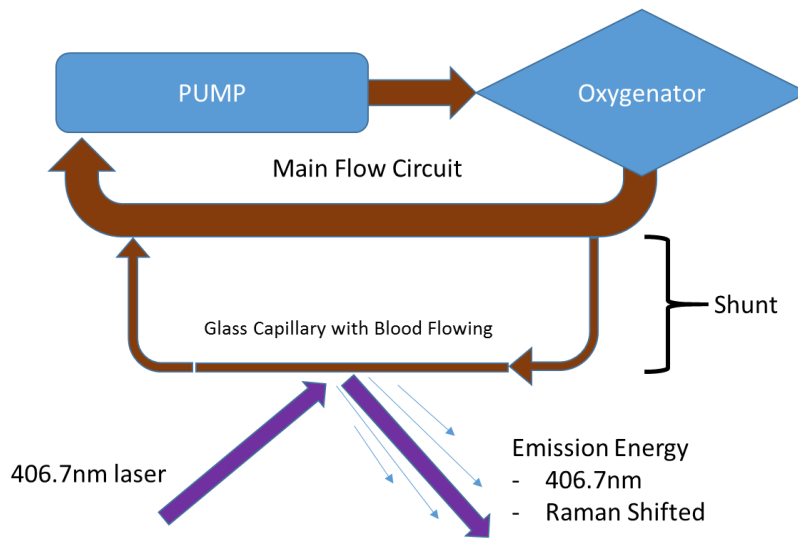 PUMP
Oxygenator
Main Flow Circuit
Shunt
Glass Capillary with Blood Flowing
406.7nm laser
Emission Energy
- 406.7nm
- Raman Shifted